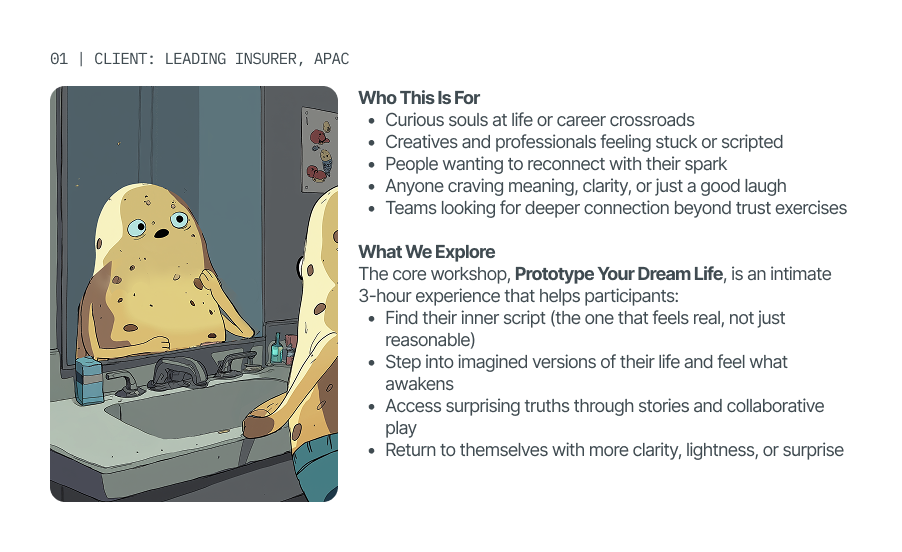 01 | CLIENT: LEADING INSURER, APAC
Who This Is For
• Curious souls at life or career crossroads
• Creatives and professionals feeling stuck or scripted
• People wanting to reconnect with their spark
• Anyone craving meaning, clarity, or just a good laugh
• Teams looking for deeper connection beyond trust exercises
What We Explore
The core workshop, Prototype Your Dream Life, is an intimate
3-hour experience that helps participants:
• Find their inner script (the one that feels real, not just
reasonable)
• Step into imagined versions of their life and feel what
awakens
• Access surprising truths through stories and collaborative
play
• Return to themselves with more clarity, lightness, or surprise